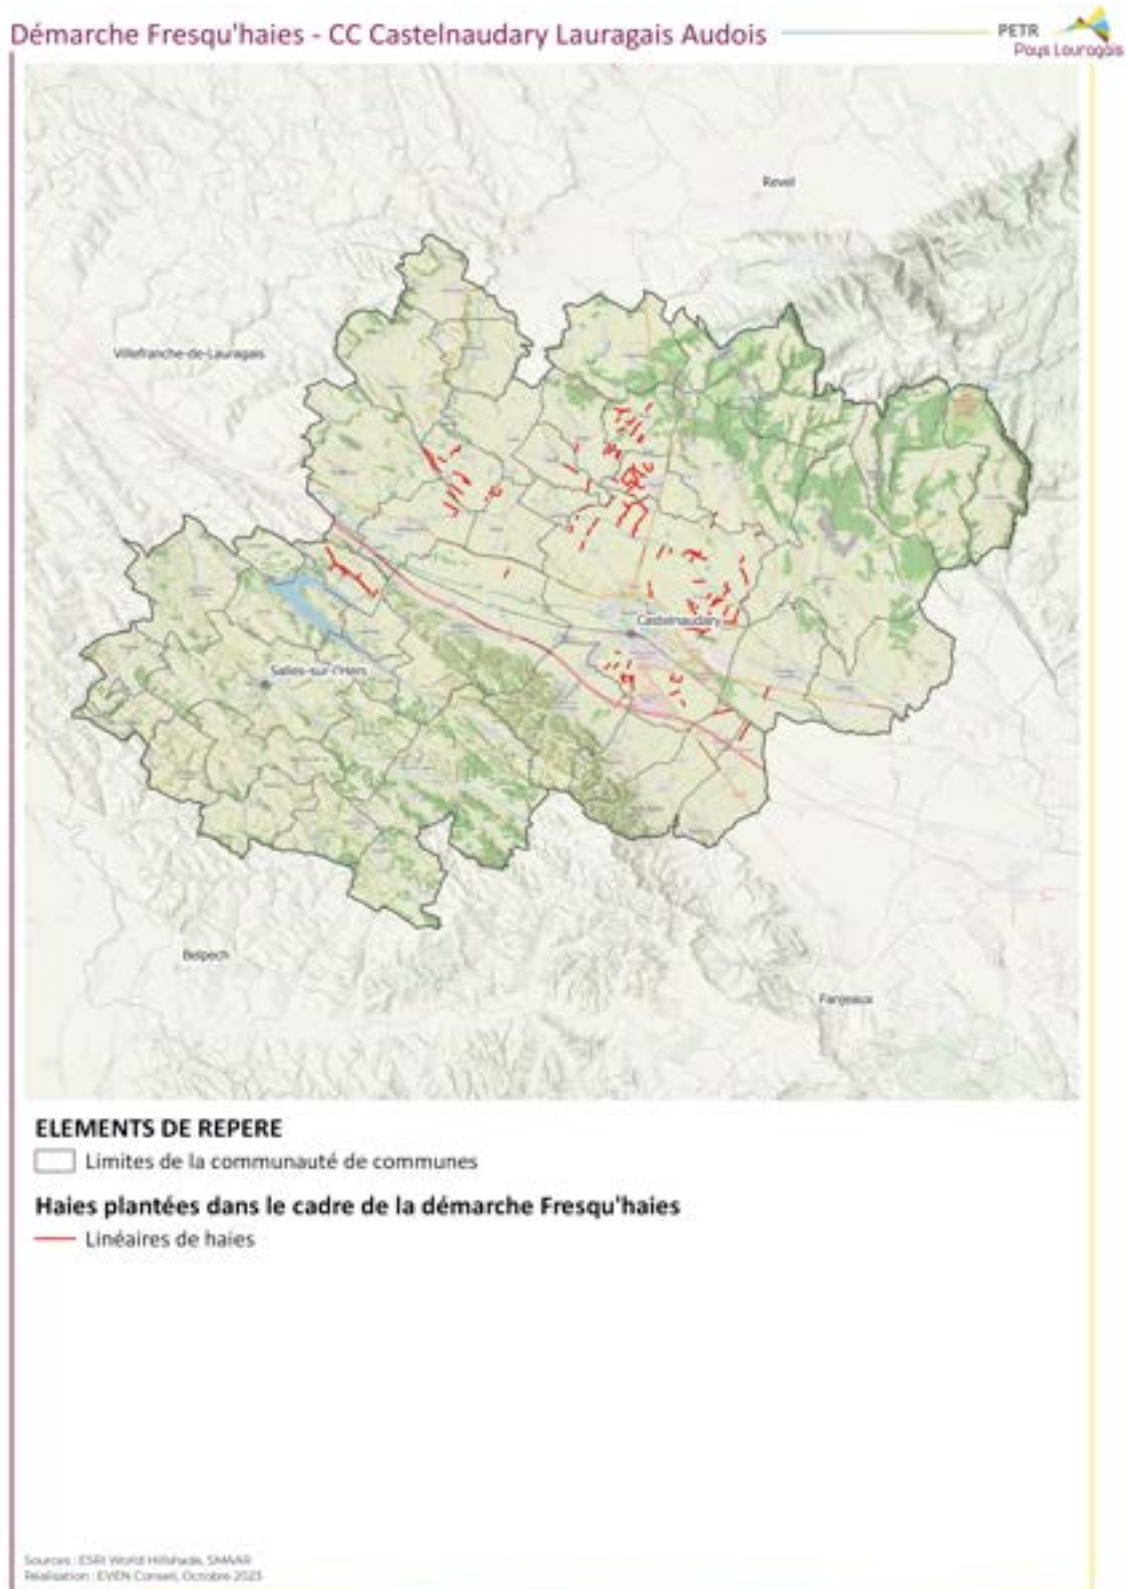 Démarche Fresqu'haies - CC Castelnaudary Lauragais Audois
PETR
Pays Lauragais
Revel
Villefranche-de-Lauragais
Castelnaudary
Salles-sur-l'Hers
Belpech
Fanjeaux
ELEMENTS DE REPERE
Limites de la communauté de communes
Haies plantées dans le cadre de la démarche Fresqu'haies
Linéaires de haies
Sources : ESRI World Hillshade, SMAAR
Réalisation : EVEN Conseil, Octobre 2023